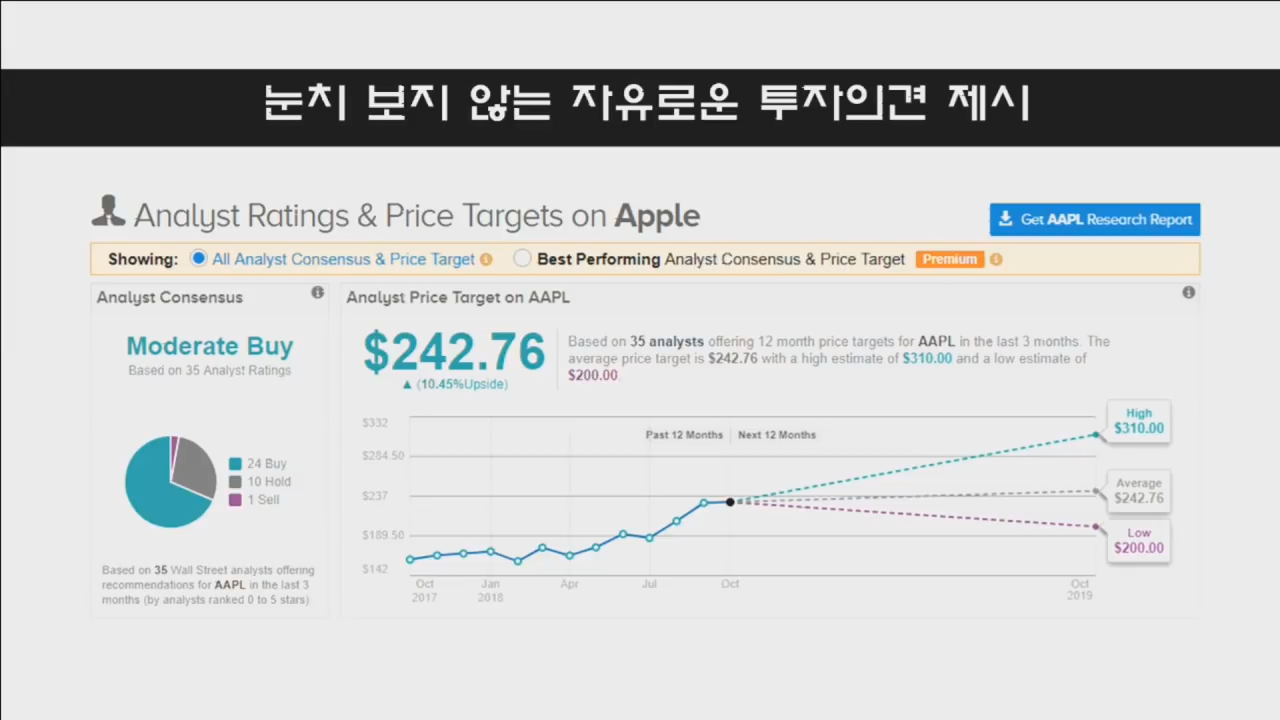 눈치 보지 않는 자유로운 투자의견 제시
Analyst Ratings & Price Targets on Apple
Get AAPL Research Report
Showing: All Analyst Consensus & Price Target Best Performing Analyst Consensus & Price Target Premium
Analyst Consensus
Moderate Buy
Based on 35 Analyst Ratings
24 Buy
10 Hold
1 Sell
Based on 35 Wall Street analysts offering
recommendations for AAPL in the last 3
months (by analysts ranked 0 to 5 stars)
Analyst Price Target on AAPL
$242.76
▲ (10.45%Upside)
Based on 35 analysts offering 12 month price targets for AAPL in the last 3 months. The
average price target is $242.76 with a high estimate of $310.00 and a low estimate of
$200.00.
$332
$284.50
$237
$189.50
$142
Past 12 Months Next 12 Months
High
$310.00
Average
$242.76
Low
$200.00
Oct
2017
Jan
2018
Apr
Jul
Oct
Oct
2019